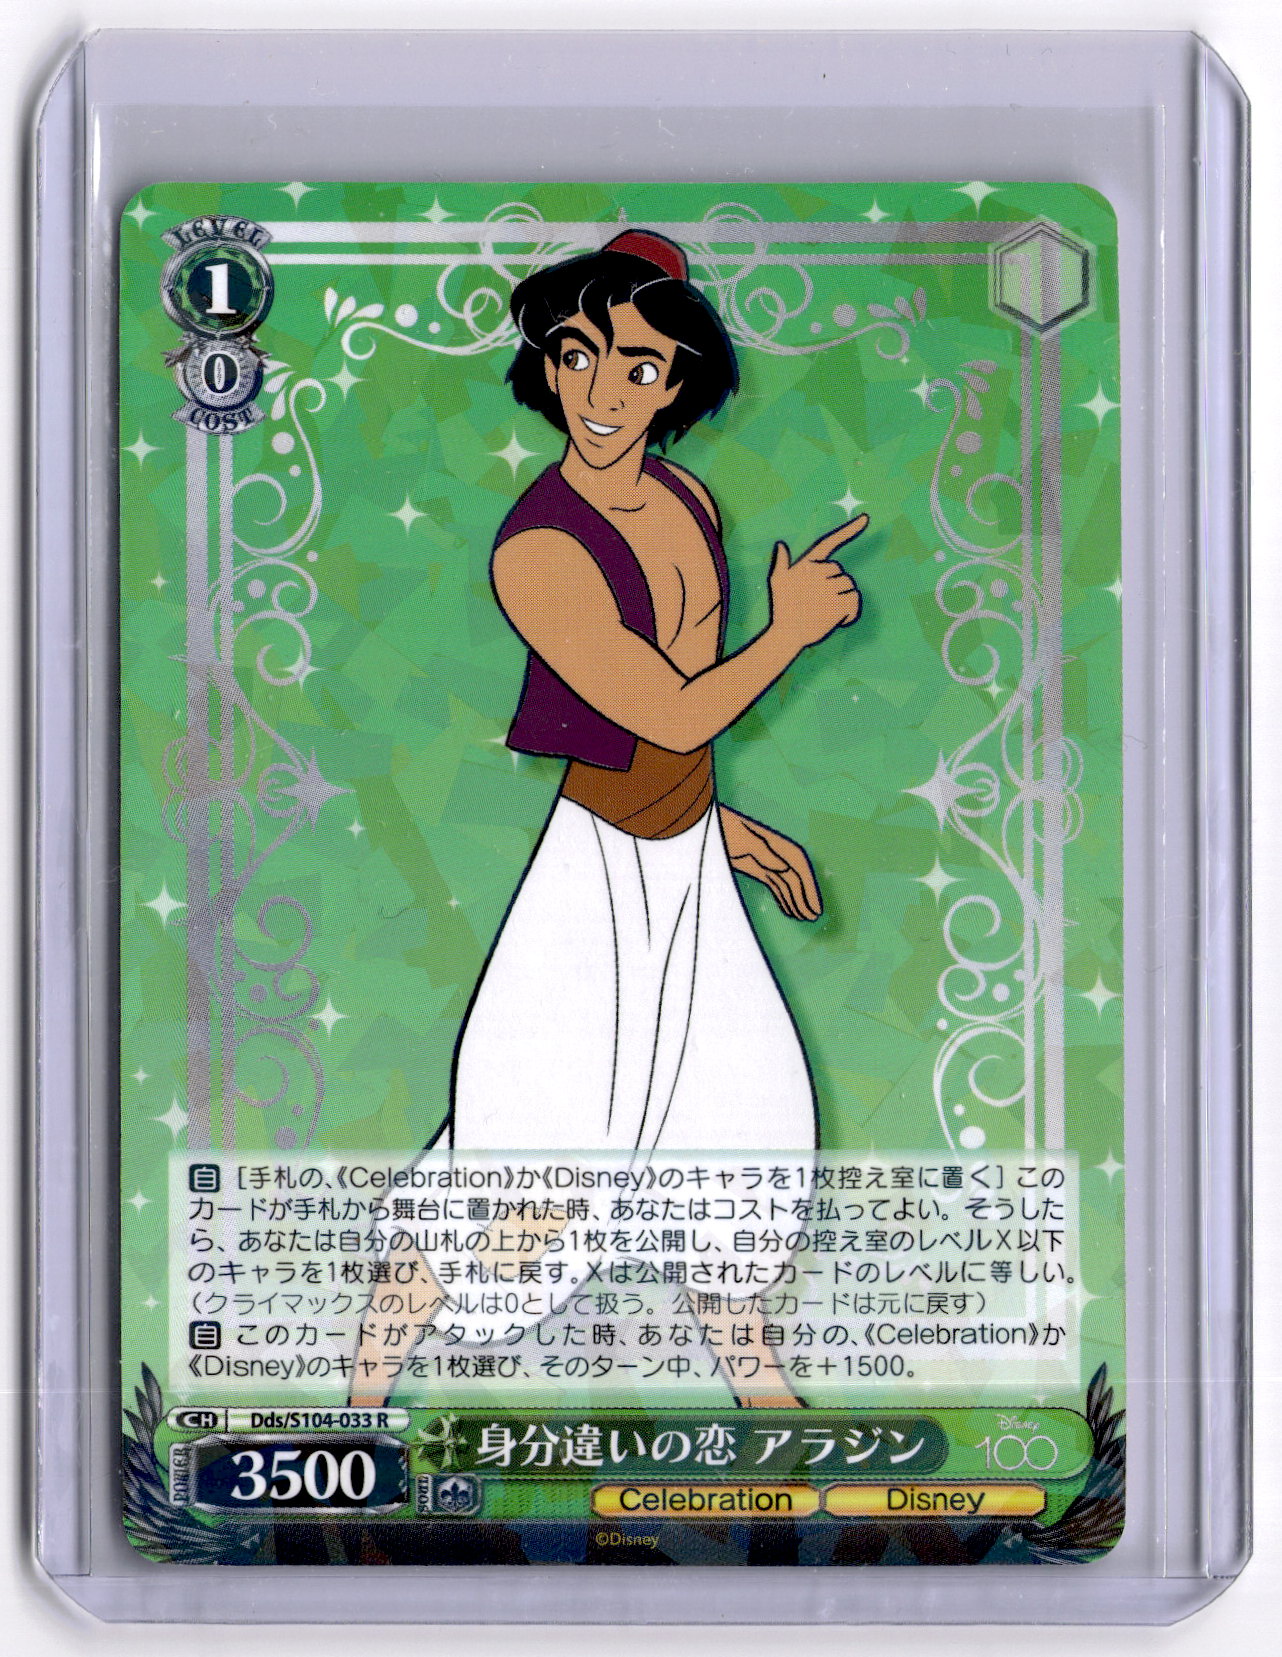 LEVEL
1
0
COST
自［手札の、《Celebration》か《Disney》のキャラを1枚控え室に置く］この
カードが手札から舞台に置かれた時、あなたはコストを払ってよい。そうした
ら、あなたは自分の山札の上から1枚を公開し、自分の控え室のレベルX以下
のキャラを1枚選び、手札に戻す。Xは公開されたカードのレベルに等しい。
（クライマックスのレベルは0として扱う。公開したカードは元に戻す）
自 このカードがアタックした時、あなたは自分の、《Celebration》か
《Disney》のキャラを1枚選び、そのターン中、パワーを＋1500。
CH Dds/S104-033 R
POWER 3500
身分違いの恋 アラジン
Disney 100
SOUL
Celebration Disney
©Disney